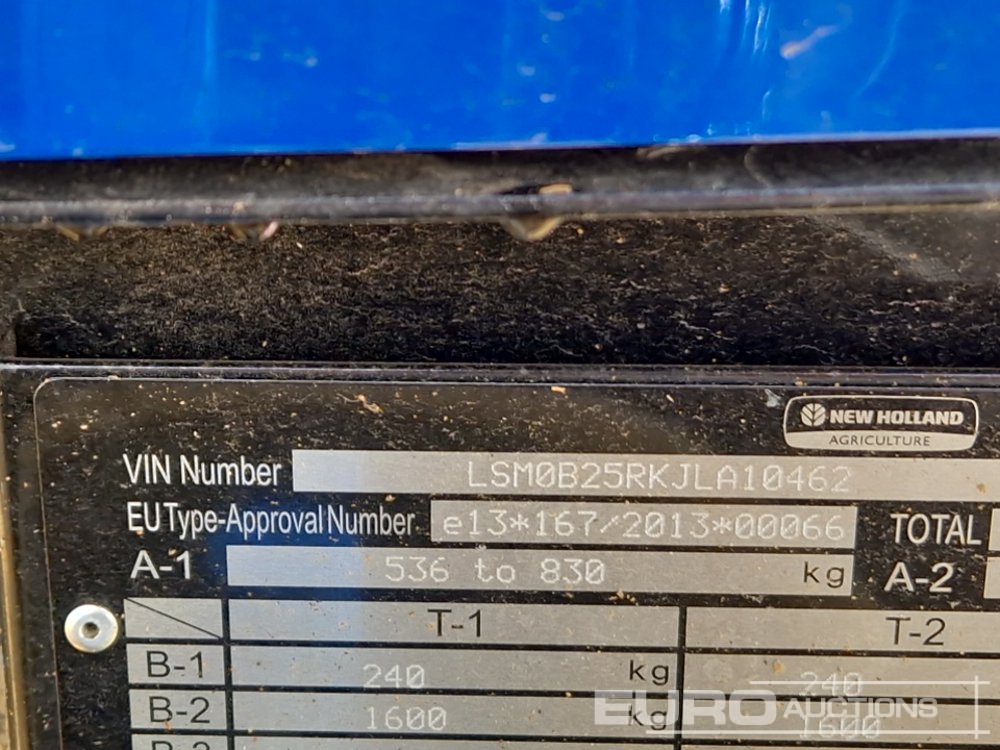 NEW HOLLAND
AGRICULTURE
VIN Number LSM0B25RKJLA10462
EU Type-Approval Number e13*167/2013*00066 TOTAL
A-1 536 to 830 kg A-2
T-1 T-2
B-1 240 kg 240
B-2 1600 kg 1600
EURO AUCTIONS